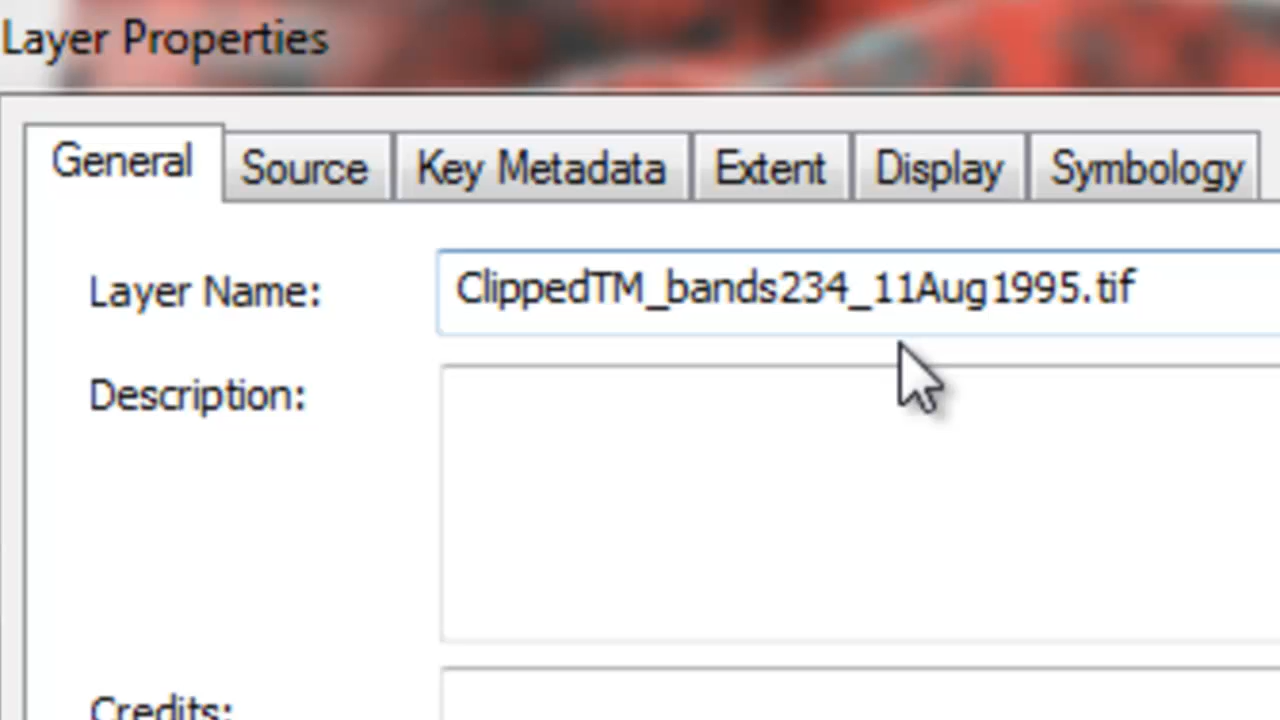 Layer Properties
General Source Key Metadata Extent Display Symbology
Layer Name: ClippedTM_bands234_11Aug1995.tif
Description:
Credits: